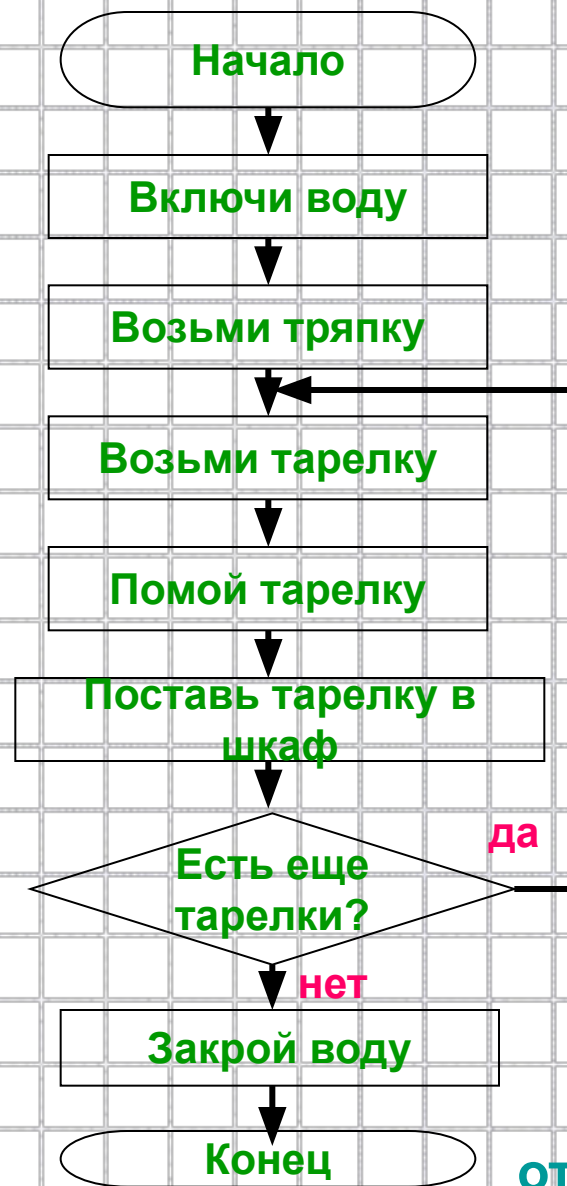 Начало
Включи воду
Возьми тряпку
Возьми тарелку
Помой тарелку
Поставь тарелку в
шкаф
да
Есть еще
тарелки?
нет
Закрой воду
Конец